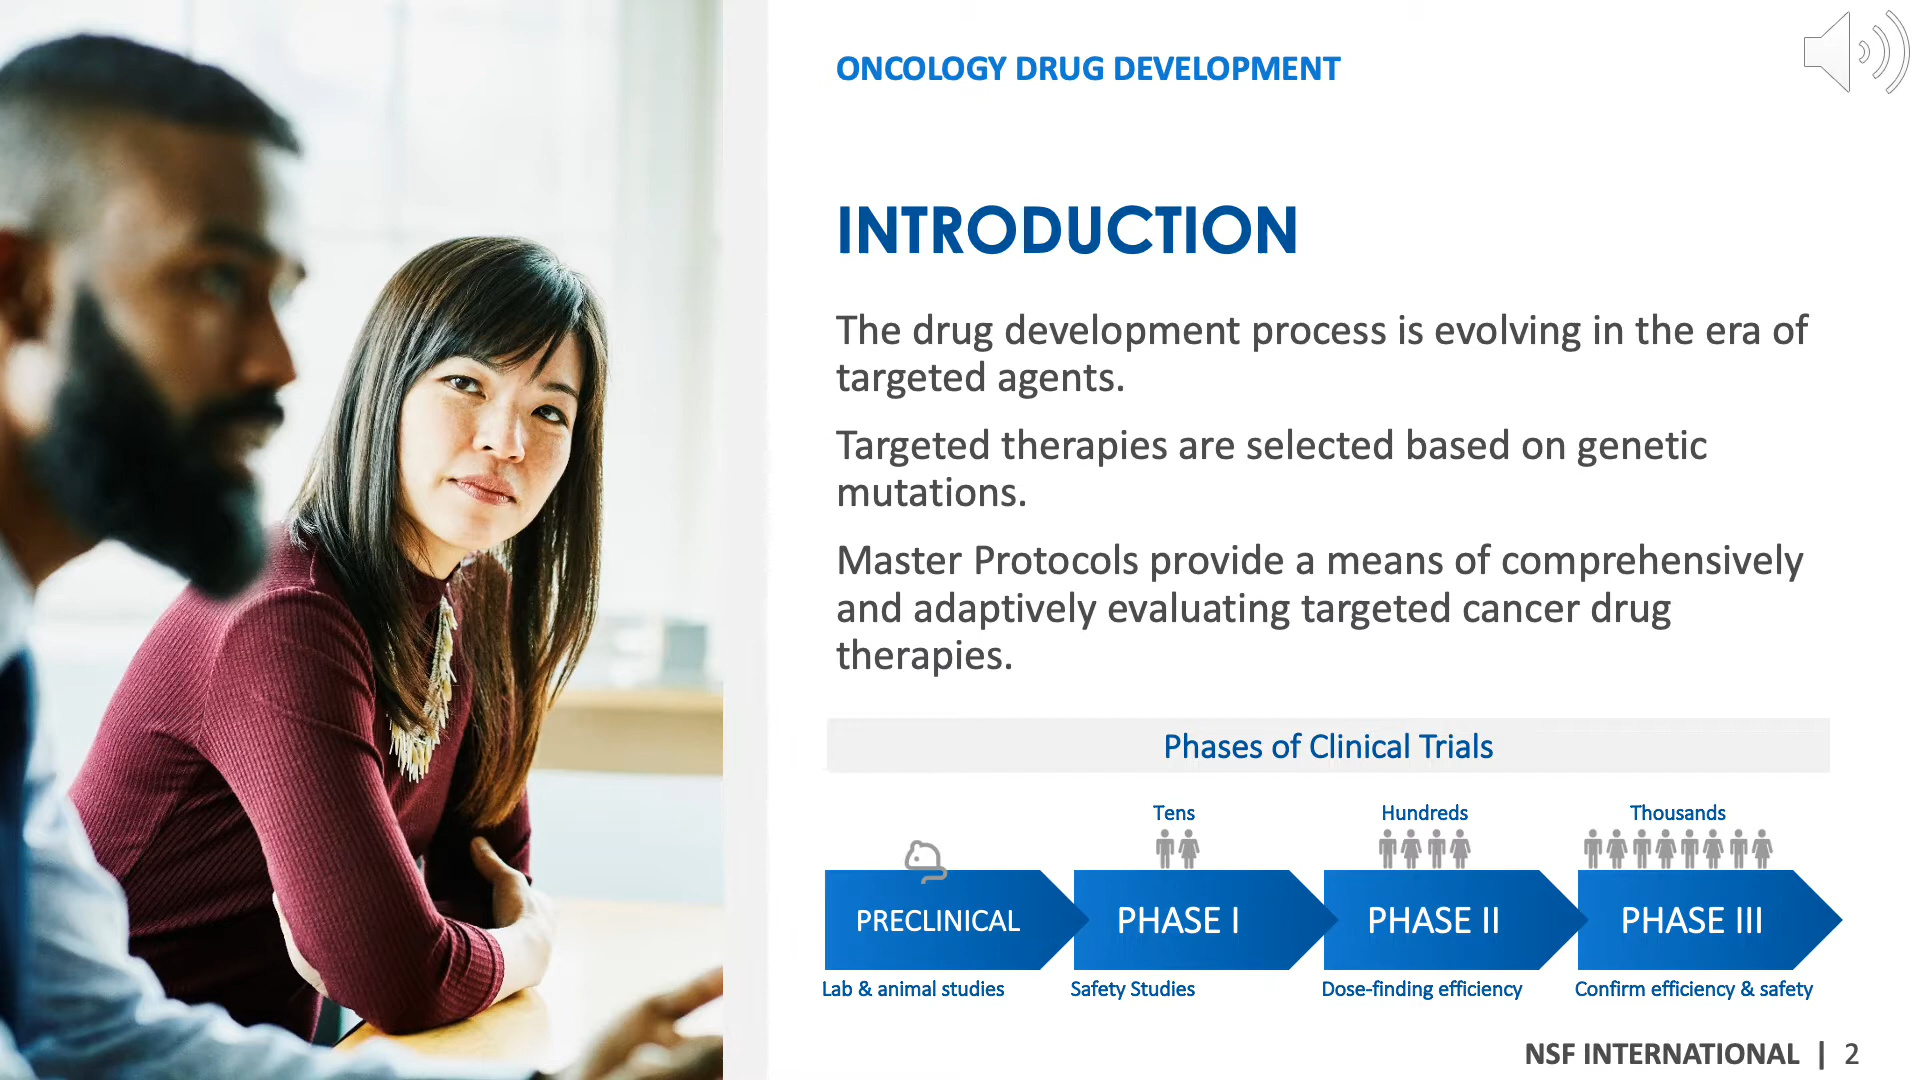 ONCOLOGY DRUG DEVELOPMENT
INTRODUCTION
The drug development process is evolving in the era of
targeted agents.
Targeted therapies are selected based on genetic
mutations.
Master Protocols provide a means of comprehensively
and adaptively evaluating targeted cancer drug
therapies.
Phases of Clinical Trials
Tens
Hundreds
Thousands
PRECLINICAL
PHASE I
PHASE II
PHASE III
Lab & animal studies
Safety Studies
Dose-finding efficiency
Confirm efficiency & safety
NSF INTERNATIONAL | 2